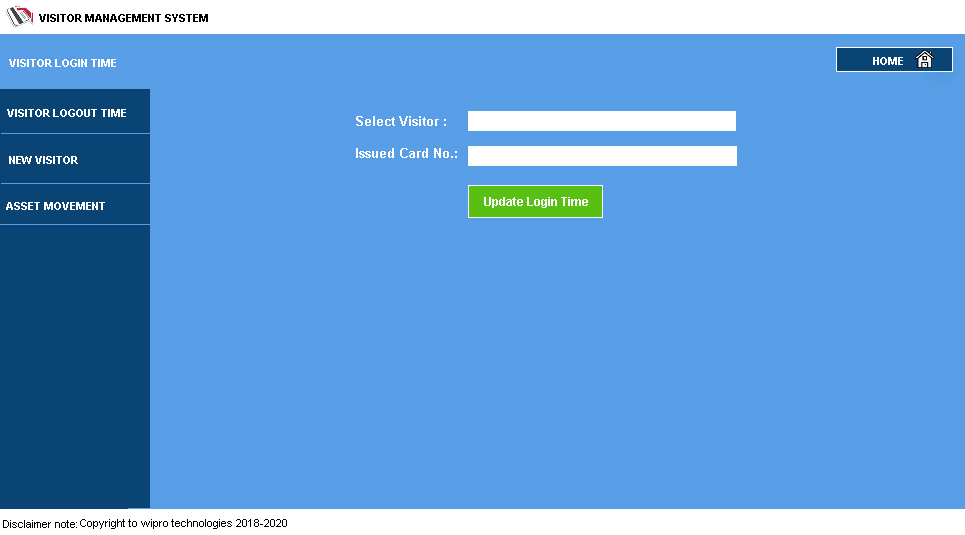 VISITOR MANAGEMENT SYSTEM
VISITOR LOGIN TIME
HOME
VISITOR LOGOUT TIME
NEW VISITOR
ASSET MOVEMENT
Select Visitor :
Issued Card No.:
Update Login Time
Disclaimer note: Copyright to wipro technologies 2018-2020